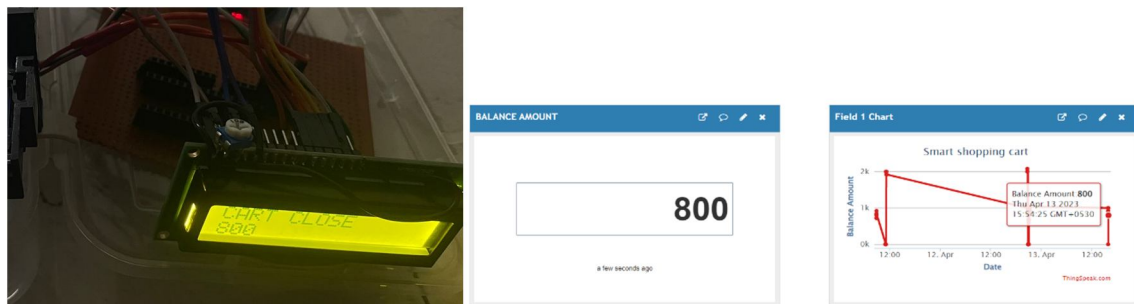 CART CLOSE
800
BALANCE AMOUNT
800
a few seconds ago
Field 1 Chart
Smart shopping cart
Balance Amount
2k
1k
0k
Balance Amount:800
Thu Apr 13 2023
15:54:25 GMT+0530
12:00 12. Apr 12:00 13. Apr 12:00
Date
ThingSpeak.com